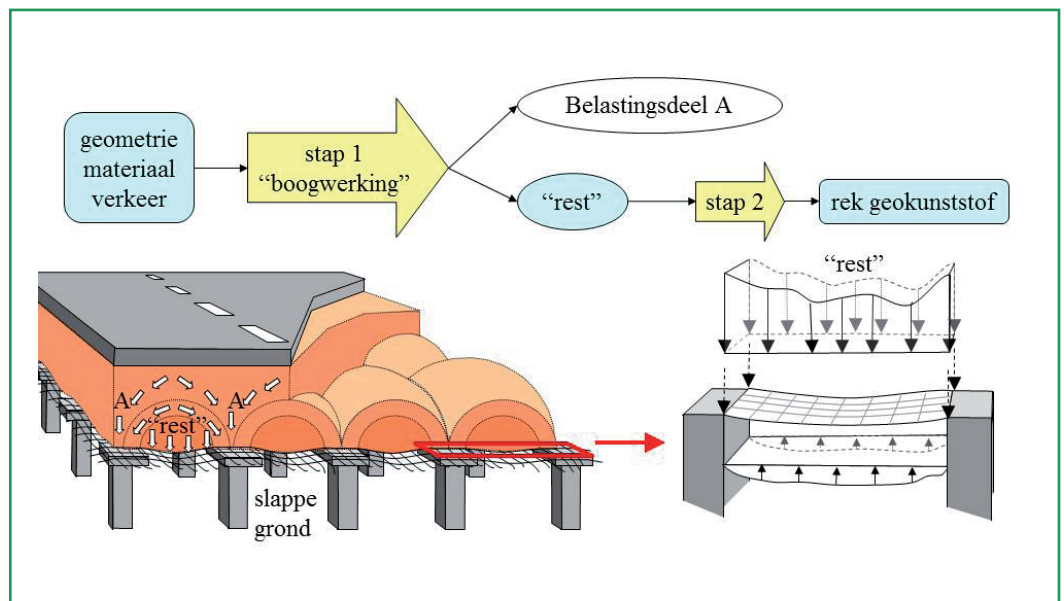 geometrie
materiaal
verkeer
stap 1
“boogwerking”
Belastingsdeel A
“rest”
stap 2
rek geokunststof
A
A
“rest”
slappe
grond
“rest”